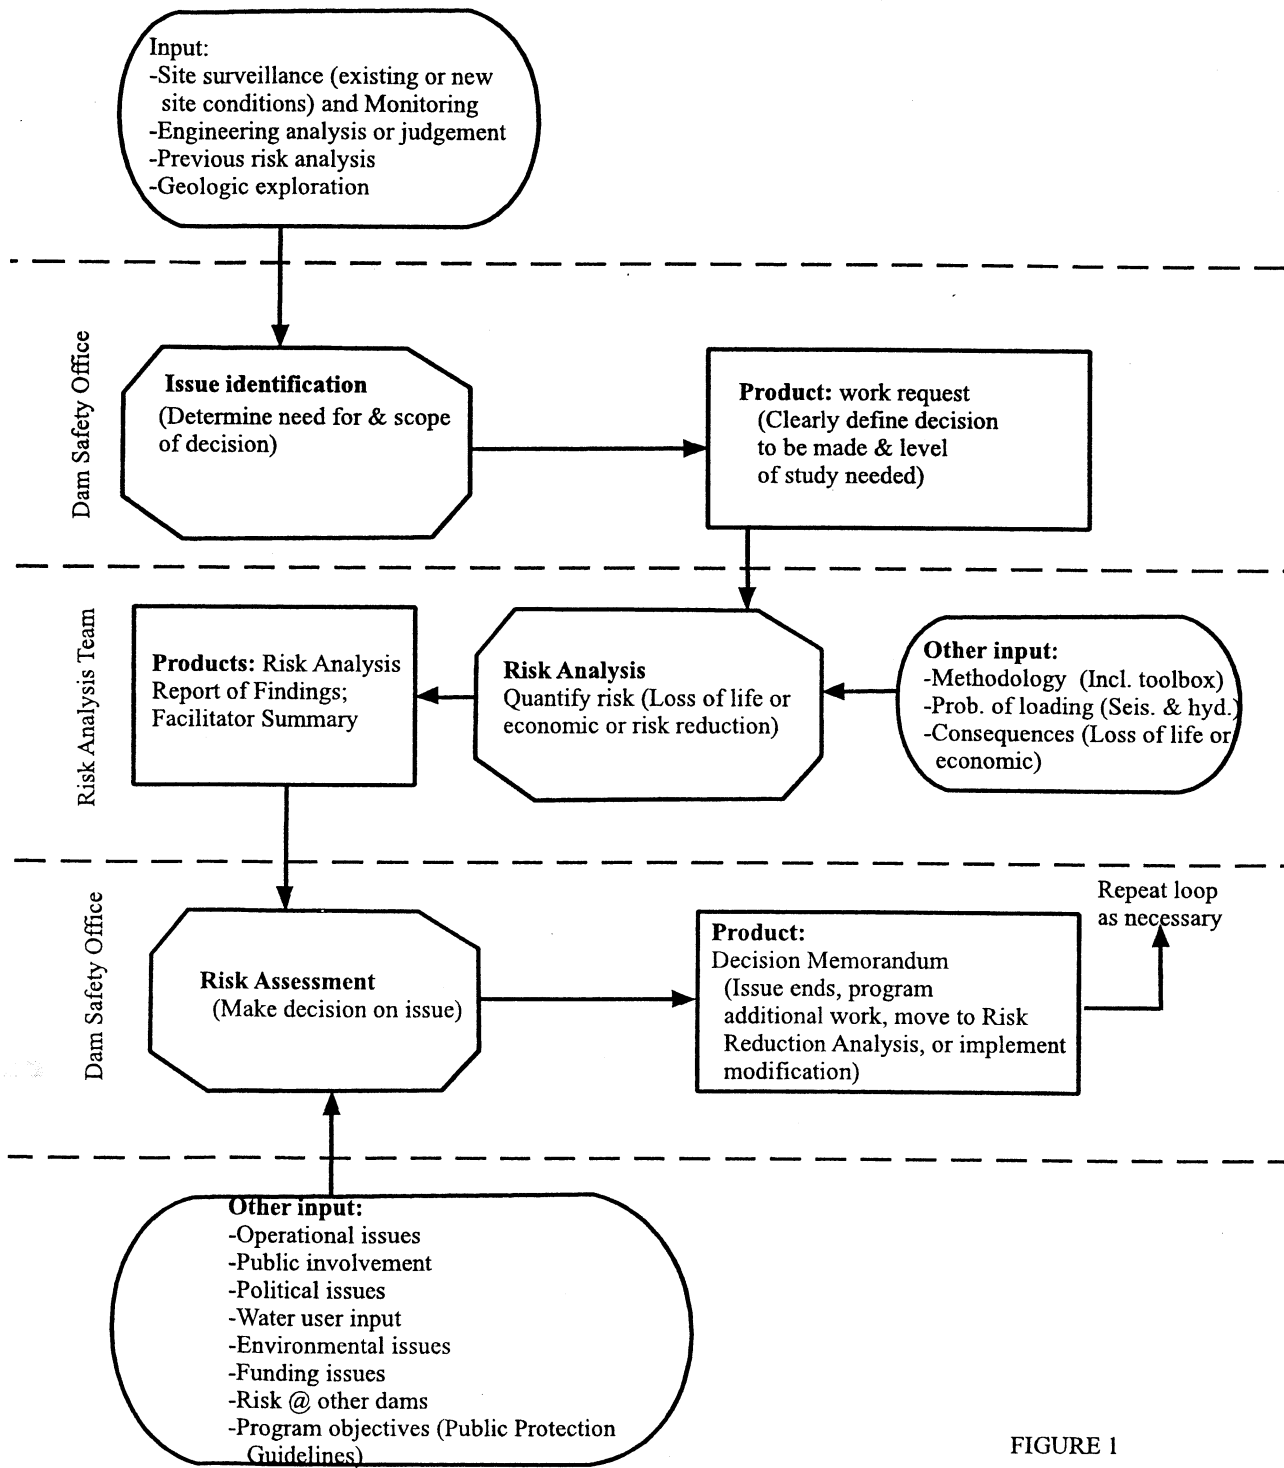 Input:
-Site surveillance (existing or new
site conditions) and Monitoring
-Engineering analysis or judgement
-Previous risk analysis
-Geologic exploration
Dam Safety Office
Issue identification
(Determine need for & scope
of decision)
Product: work request
(Clearly define decision
to be made & level
of study needed)
Risk Analysis Team
Products: Risk Analysis
Report of Findings;
Facilitator Summary
Risk Analysis
Quantify risk (Loss of life or
economic or risk reduction)
Other input:
-Methodology (Incl. toolbox)
-Prob. of loading (Seis. & hyd.)
-Consequences (Loss of life or
economic)
Dam Safety Office
Risk Assessment
(Make decision on issue)
Product:
Decision Memorandum
(Issue ends, program
additional work, move to Risk
Reduction Analysis, or implement
modification)
Repeat loop
as necessary
Other input:
-Operational issues
-Public involvement
-Political issues
-Water user input
-Environmental issues
-Funding issues
-Risk @ other dams
-Program objectives (Public Protection
Guidelines)
FIGURE 1